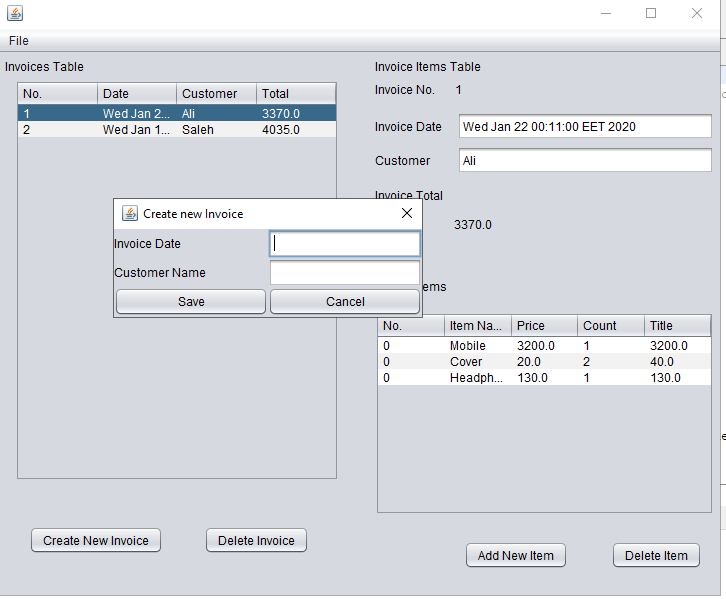 File
Invoices Table
No. Date Customer Total
1 Wed Jan 2... Ali 3370.0
2 Wed Jan 1... Saleh 4035.0
Create New Invoice Delete Invoice
Invoice Items Table
Invoice No. 1
Invoice Date Wed Jan 22 00:11:00 EET 2020
Customer Ali
Invoice Total
3370.0
ems
No. Item Na... Price Count Title
0 Mobile 3200.0 1 3200.0
0 Cover 20.0 2 40.0
0 Headph... 130.0 1 130.0
Add New Item Delete Item
Create new Invoice
Invoice Date
Customer Name
Save Cancel